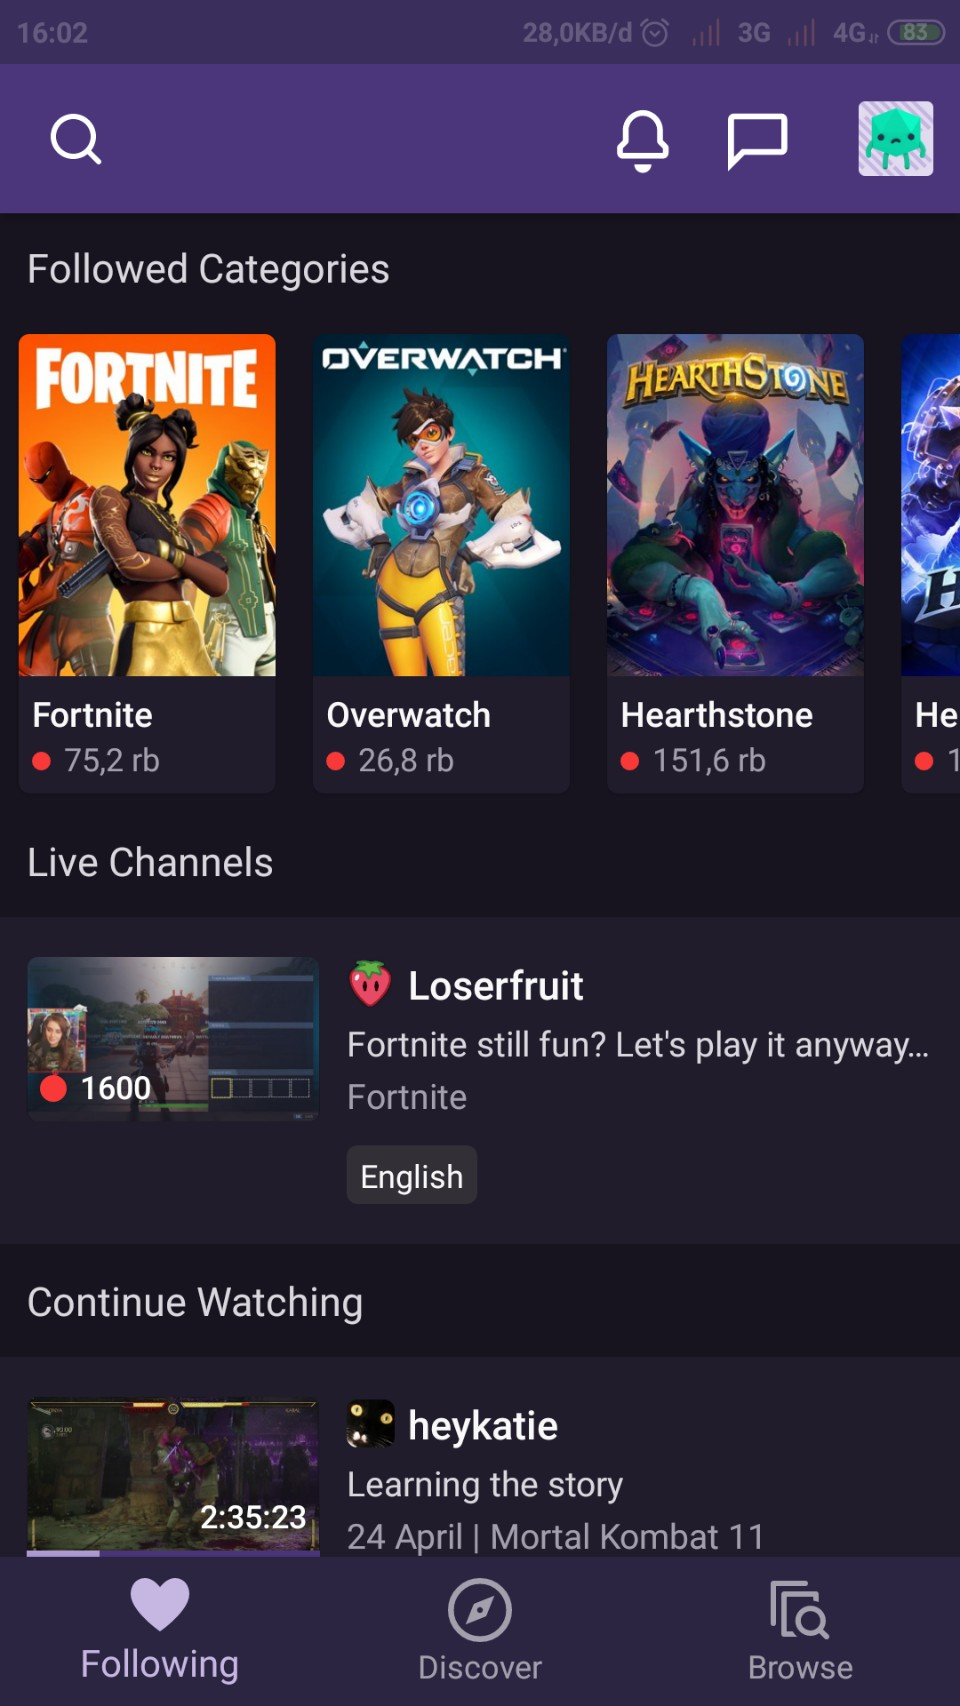 16:02 28,0KB/d 3G 4G 83
Followed Categories
FORTNITE
OVERWATCH
HEARTHSTONE
H
Fortnite
75,2 rb
Overwatch
26,8 rb
Hearthstone
151,6 rb
He
1
Live Channels
1600
Loserfruit
Fortnite still fun? Let's play it anyway...
Fortnite
English
Continue Watching
2:35:23
heykatie
Learning the story
24 April | Mortal Kombat 11
Following
Discover
Browse